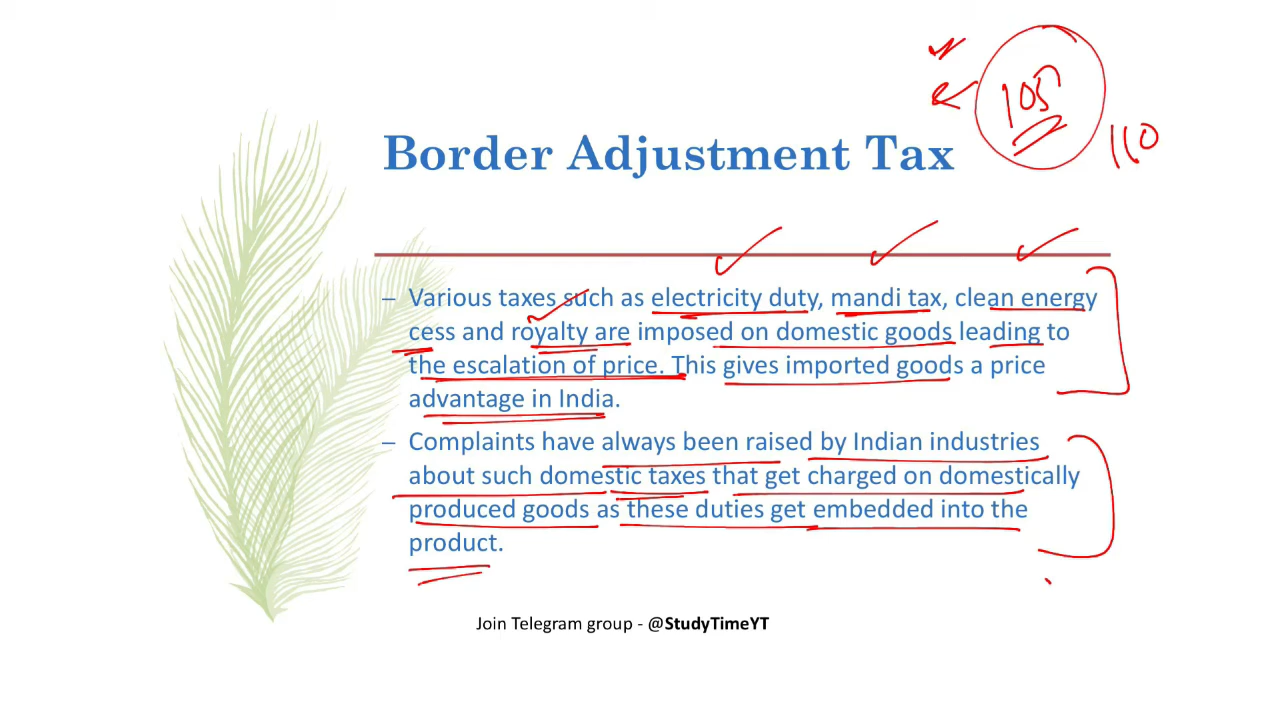 105
110
Border Adjustment Tax
– Various taxes such as electricity duty, mandi tax, clean energy
cess and royalty are imposed on domestic goods leading to
the escalation of price. This gives imported goods a price
advantage in India.
– Complaints have always been raised by Indian industries
about such domestic taxes that get charged on domestically
produced goods as these duties get embedded into the
product.
Join Telegram group - @StudyTimeYT